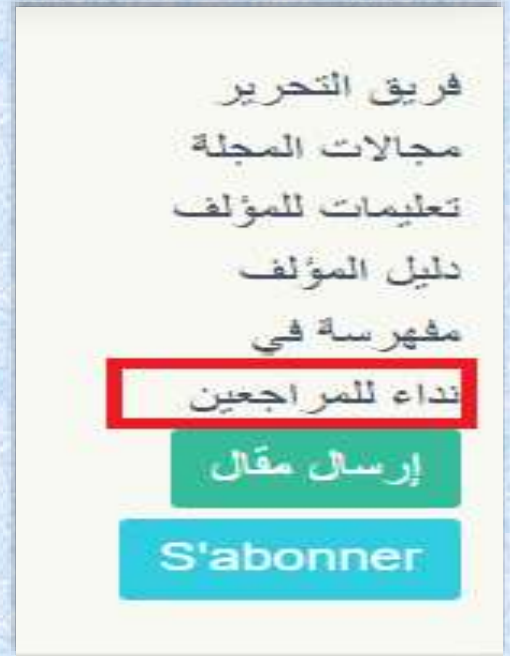 فريق التحرير
مجالات المجلة
تعليمات للمؤلف
دليل المؤلف
مفهرسة في
نداء للمراجعين
إرسال مقال
S'abonner